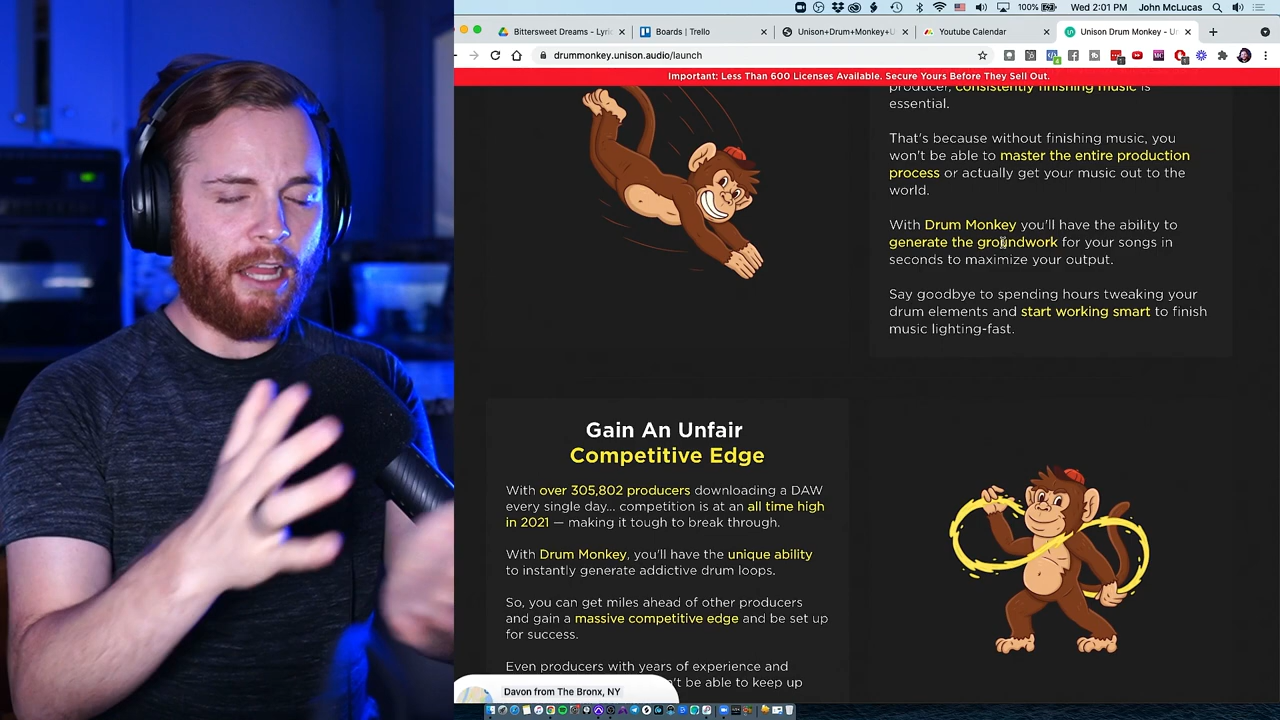 Wed 2:01 PM
John McLucas
100%
Bittersweet Dreams - Lyri
Boards | Trello
Unison+Drum+Monkey+U
Youtube Calendar
Unison Drum Monkey - U
drummonkey.unison.audio/launch
Important: Less Than 600 Licenses Available. Secure Yours Before They Sell Out.
producer, consistently finishing music is
essential.
That's because without finishing music, you
won't be able to master the entire production
process or actually get your music out to the
world.
With Drum Monkey you'll have the ability to
generate the groundwork for your songs in
seconds to maximize your output.
Say goodbye to spending hours tweaking your
drum elements and start working smart to finish
music lighting-fast.
Gain An Unfair
Competitive Edge
With over 305,802 producers downloading a DAW
every single day... competition is at an all time high
in 2021 — making it tough to break through.
With Drum Monkey, you'll have the unique ability
to instantly generate addictive drum loops.
So, you can get miles ahead of other producers
and gain a massive competitive edge and be set up
for success.
Even producers with years of experience and
't be able to keep up
Davon from The Bronx, NY